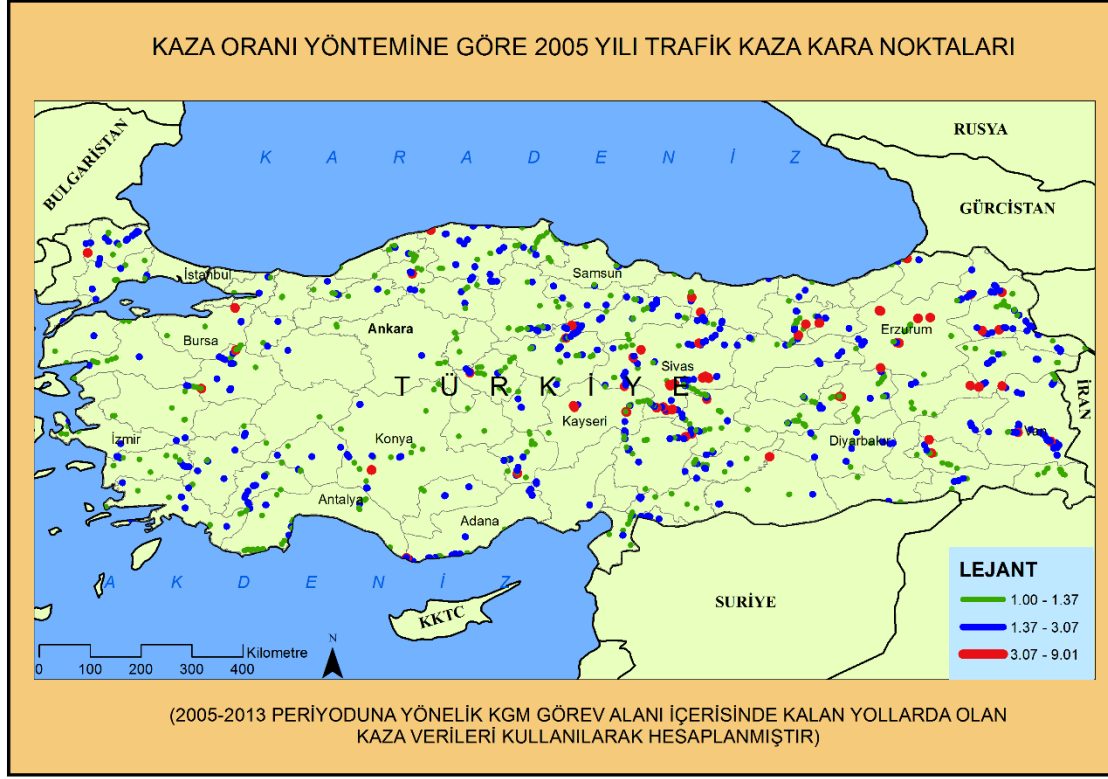 KAZA ORANI YÖNTEMİNE GÖRE 2005 YILI TRAFİK KAZA KARA NOKTALARI
BULGARİSTAN
RUSYA
K A R A D E N İ Z
GÜRCİSTAN
İstanbul
Samsun
Ankara
Bursa
Erzurum
Sivas
T Ü R K İ Y E
İRAN
Kayseri
İzmir
Konya
Diyarbakır
Van
Antalya
Adana
A K D E N İ Z
KKTC
SURİYE
LEJANT
1.00 - 1.37
1.37 - 3.07
3.07 - 9.01
N
Kilometre
0 100 200 300 400
(2005-2013 PERİYODUNA YÖNELİK KGM GÖREV ALANI İÇERİSİNDE KALAN YOLLARDA OLAN
KAZA VERİLERİ KULLANILARAK HESAPLANMIŞTIR)